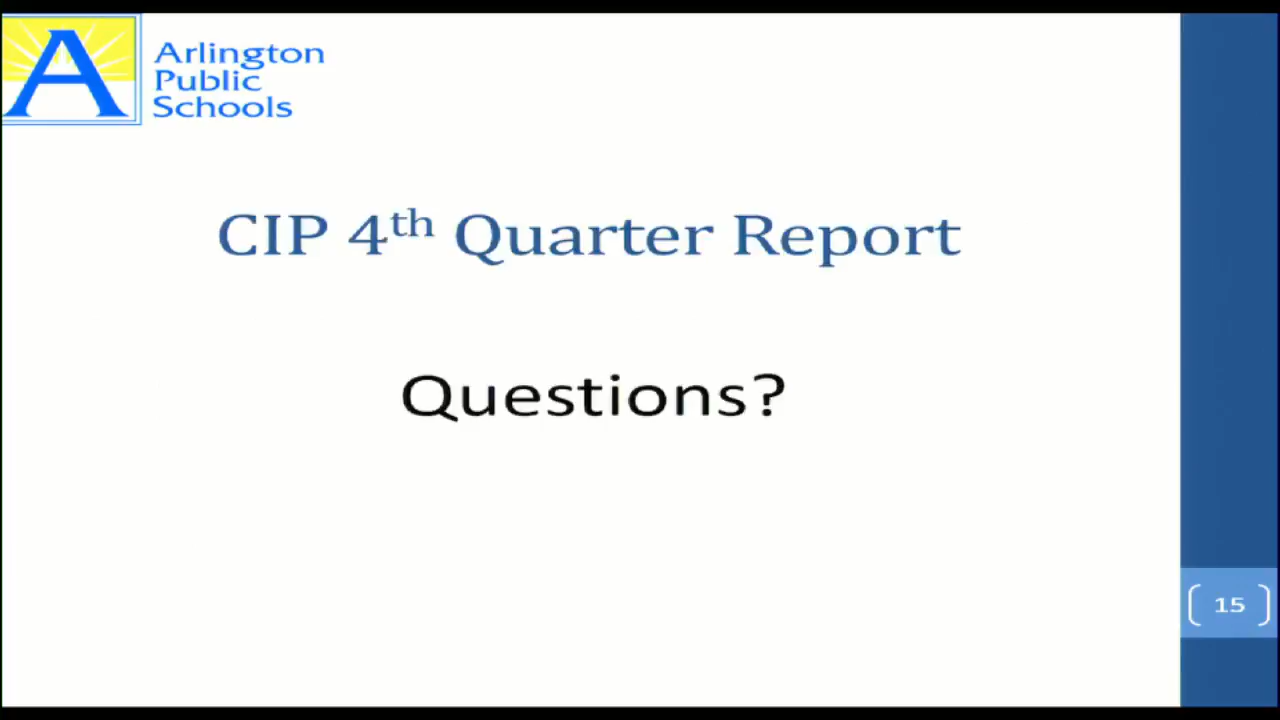 Arlington
Public
Schools
CIP 4th Quarter Report
Questions?
15